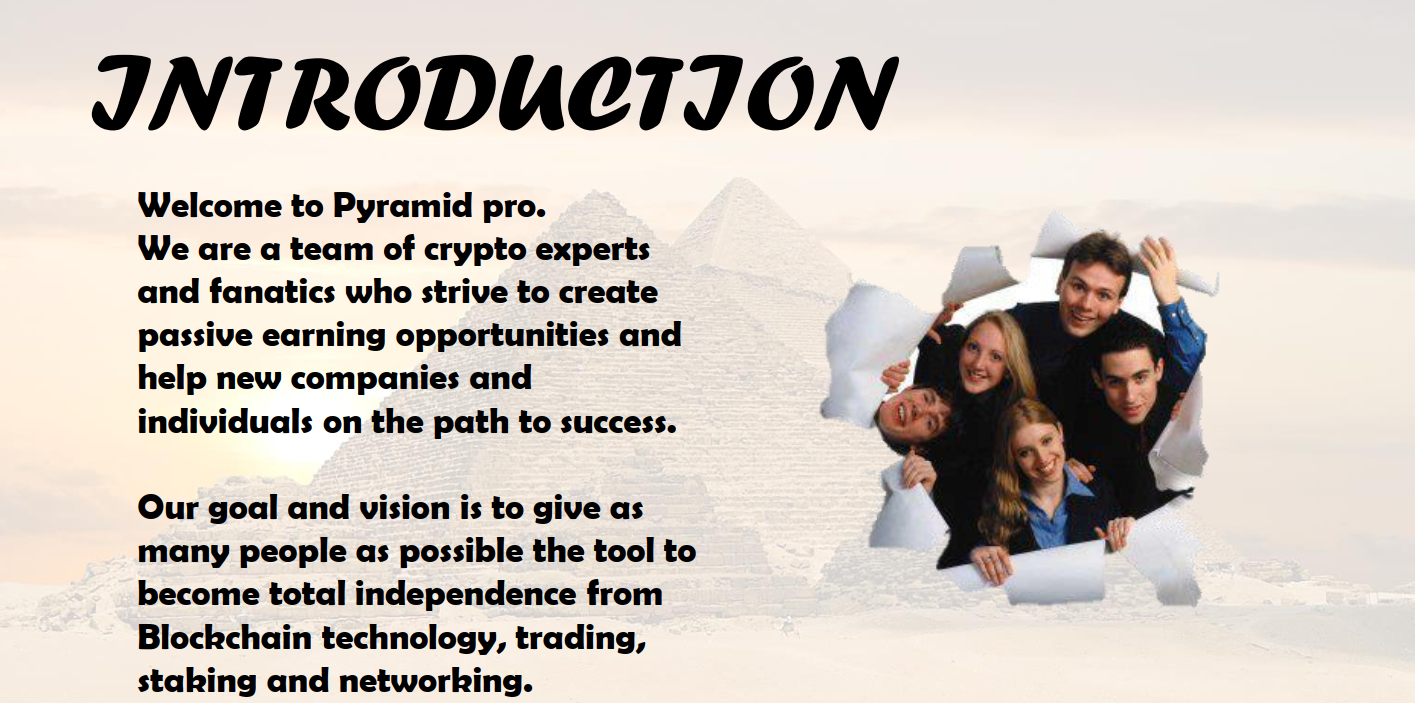 INTRODUCTION
Welcome to Pyramid pro.
We are a team of crypto experts
and fanatics who strive to create
passive earning opportunities and
help new companies and
individuals on the path to success.
Our goal and vision is to give as
many people as possible the tool to
become total independence from
Blockchain technology, trading,
staking and networking.